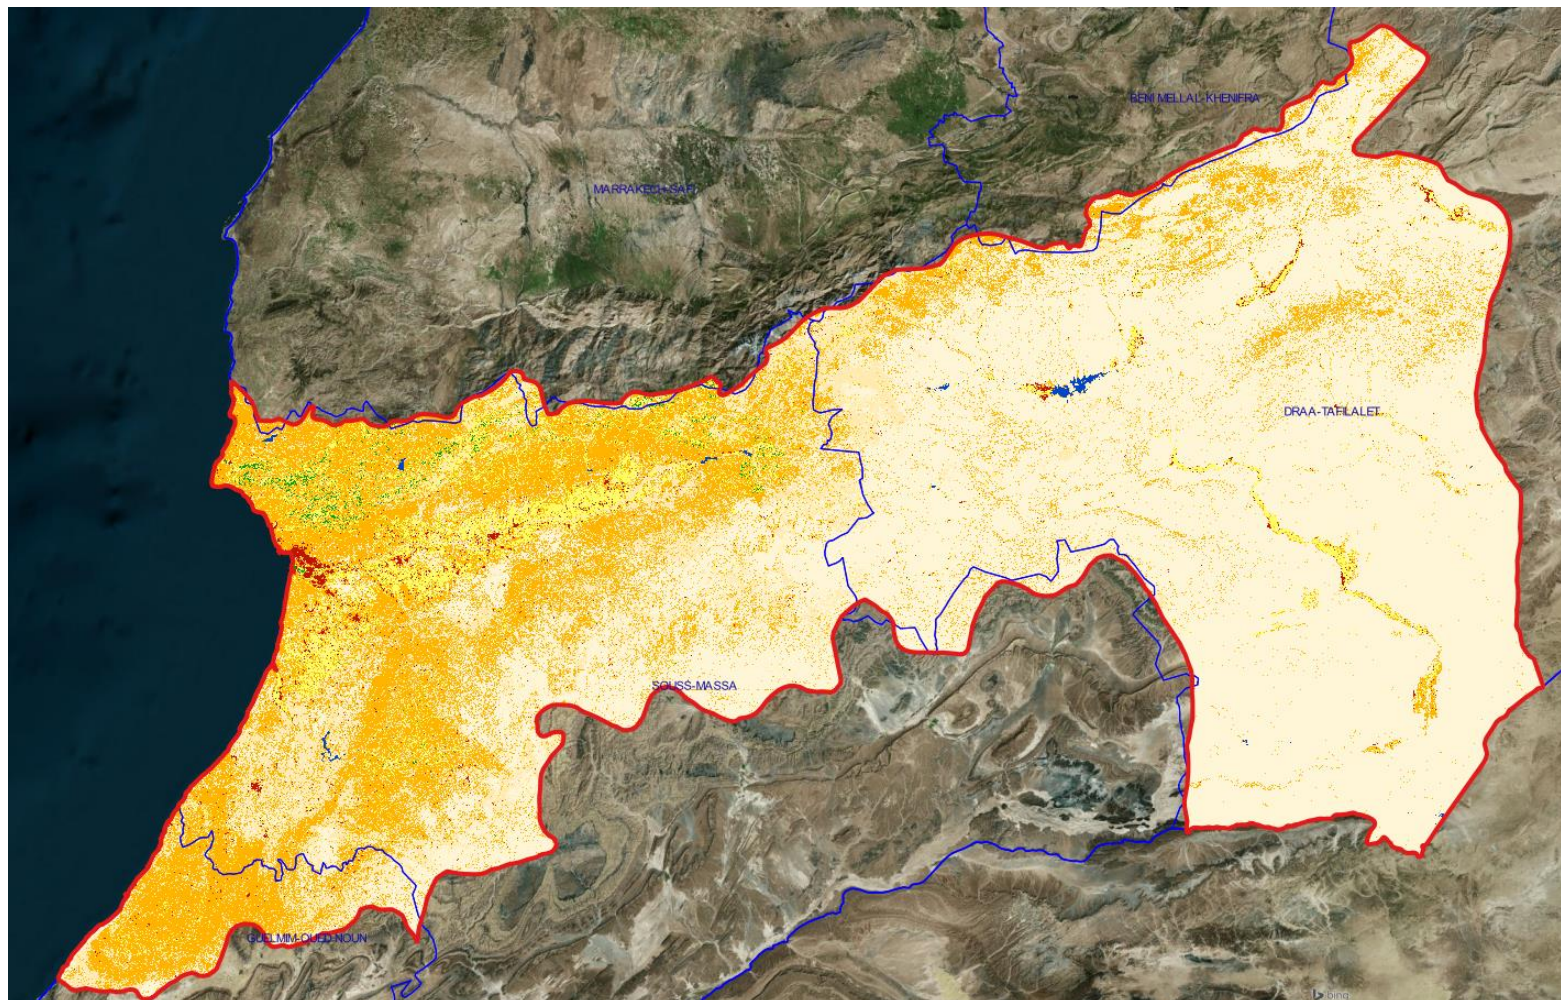 BENI MELLAL-KHENIFRA
MARRAKECH-SAFI
DRAA-TAFILALET
SOUSS-MASSA
GUELMIM-OUED NOUN
bing